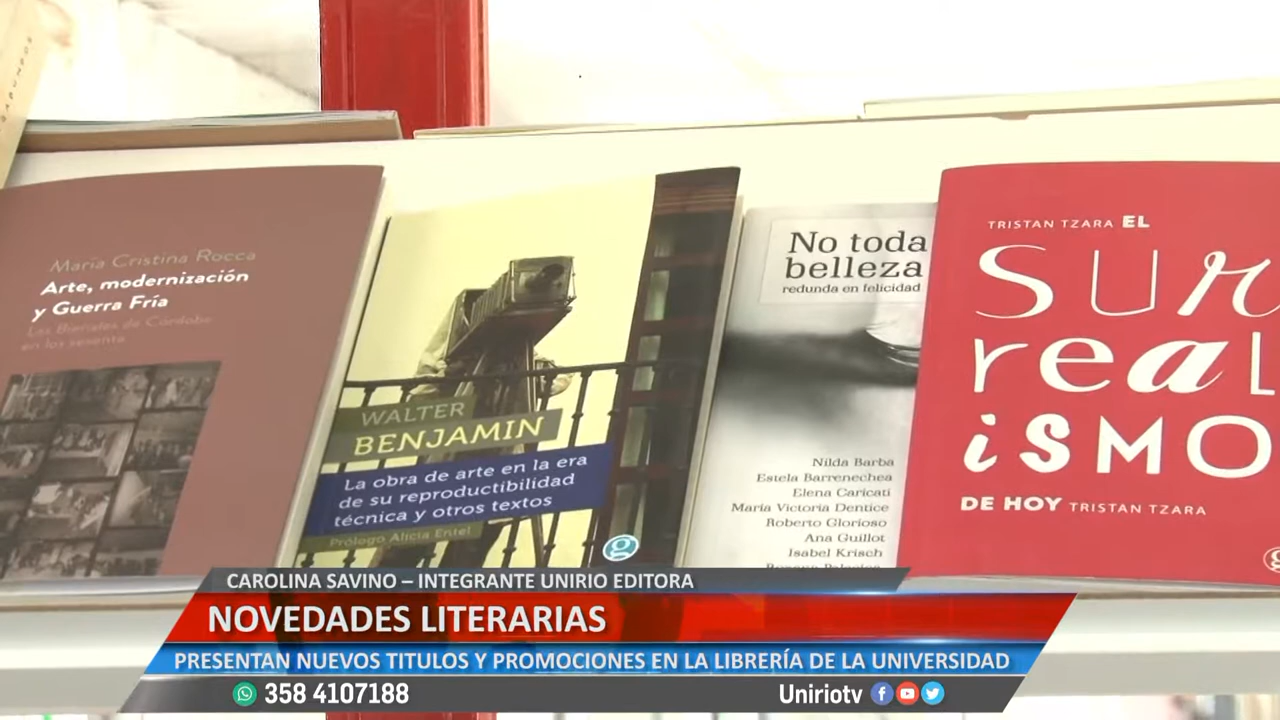 María Cristina Rocca
Arte, modernización
y Guerra Fría
Las Bienales de Córdoba
en los sesenta
WALTER
BENJAMIN
La obra de arte en la era
de su reproductibilidad
técnica y otros textos
Prólogo Alicia Entel
g
No toda
belleza
redunda en felicidad
Nilda Barba
Estela Barrenechea
Elena Caricati
María Victoria Dentice
Roberto Glorioso
Ana Guillot
Isabel Krisch
TRISTAN TZARA EL
SUR
reaL
iSMO
DE HOY TRISTAN TZARA
g
CAROLINA SAVINO – INTEGRANTE UNIRIO EDITORA
NOVEDADES LITERARIAS
PRESENTAN NUEVOS TITULOS Y PROMOCIONES EN LA LIBRERÍA DE LA UNIVERSIDAD
358 4107188
Uniriotv